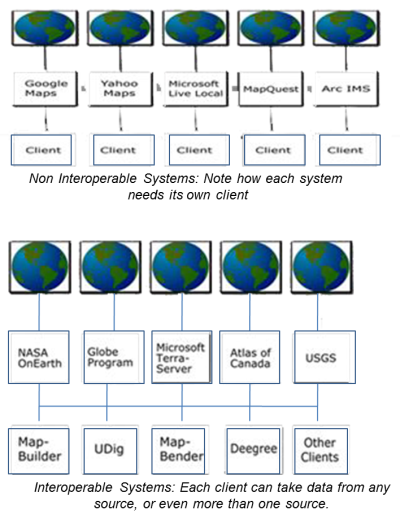 Google Maps
Yahoo Maps
Microsoft Live Local
MapQuest
Arc IMS
Client
Client
Client
Client
Client
Non Interoperable Systems: Note how each system
needs its own client
NASA OnEarth
Globe Program
Microsoft Terra-Server
Atlas of Canada
USGS
Map-Builder
UDig
Map-Bender
Deegree
Other Clients
Interoperable Systems: Each client can take data from any
source, or even more than one source.